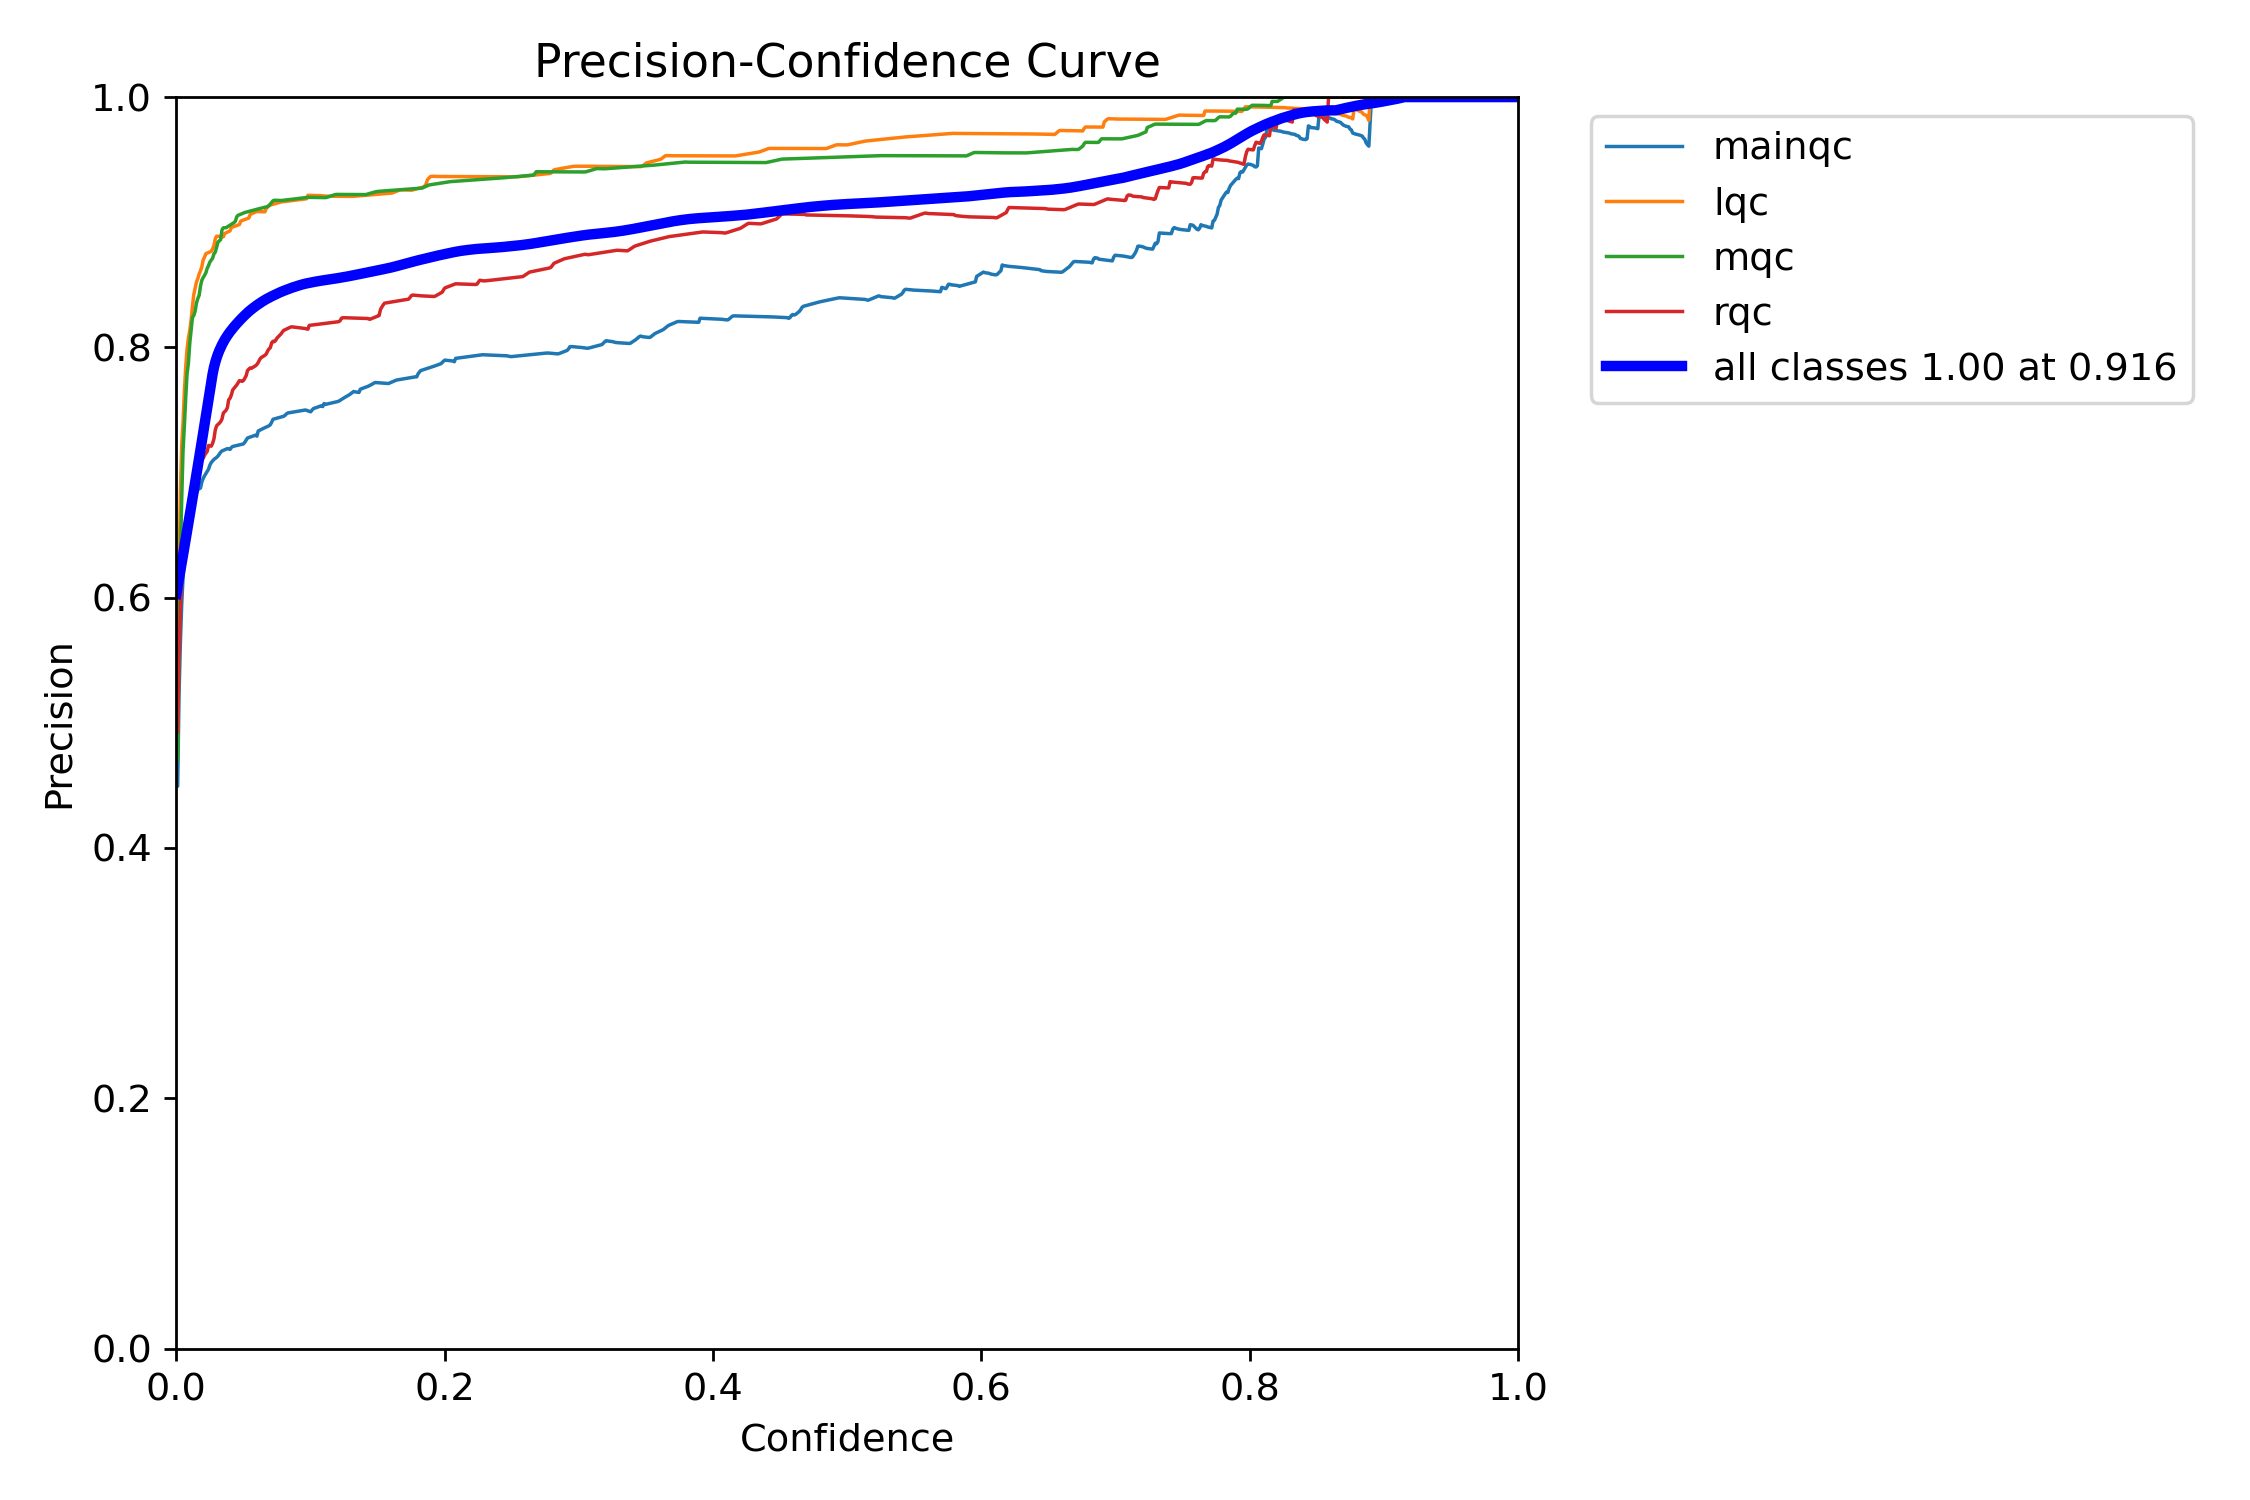 Precision-Confidence Curve
1.0
0.8
0.6
0.4
0.2
0.0
Precision
0.0 0.2 0.4 0.6 0.8 1.0
Confidence
mainqc
lqc
mqc
rqc
all classes 1.00 at 0.916